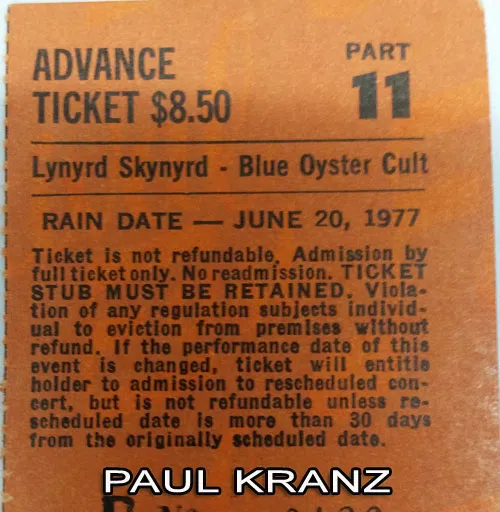 ADVANCE
TICKET $8.50
PART
11
Lynyrd Skynyrd - Blue Oyster Cult
RAIN DATE — JUNE 20, 1977
Ticket is not refundable. Admission by
full ticket only. No readmission. TICKET
STUB MUST BE RETAINED. Viola-
tion of any regulation subjects individ-
ual to eviction from premises without
refund. If the performance date of this
event is changed, ticket will entitle
holder to admission to rescheduled con-
cert, but is not refundable unless re-
scheduled date is more than 30 days
from the originally scheduled date.
PAUL KRANZ